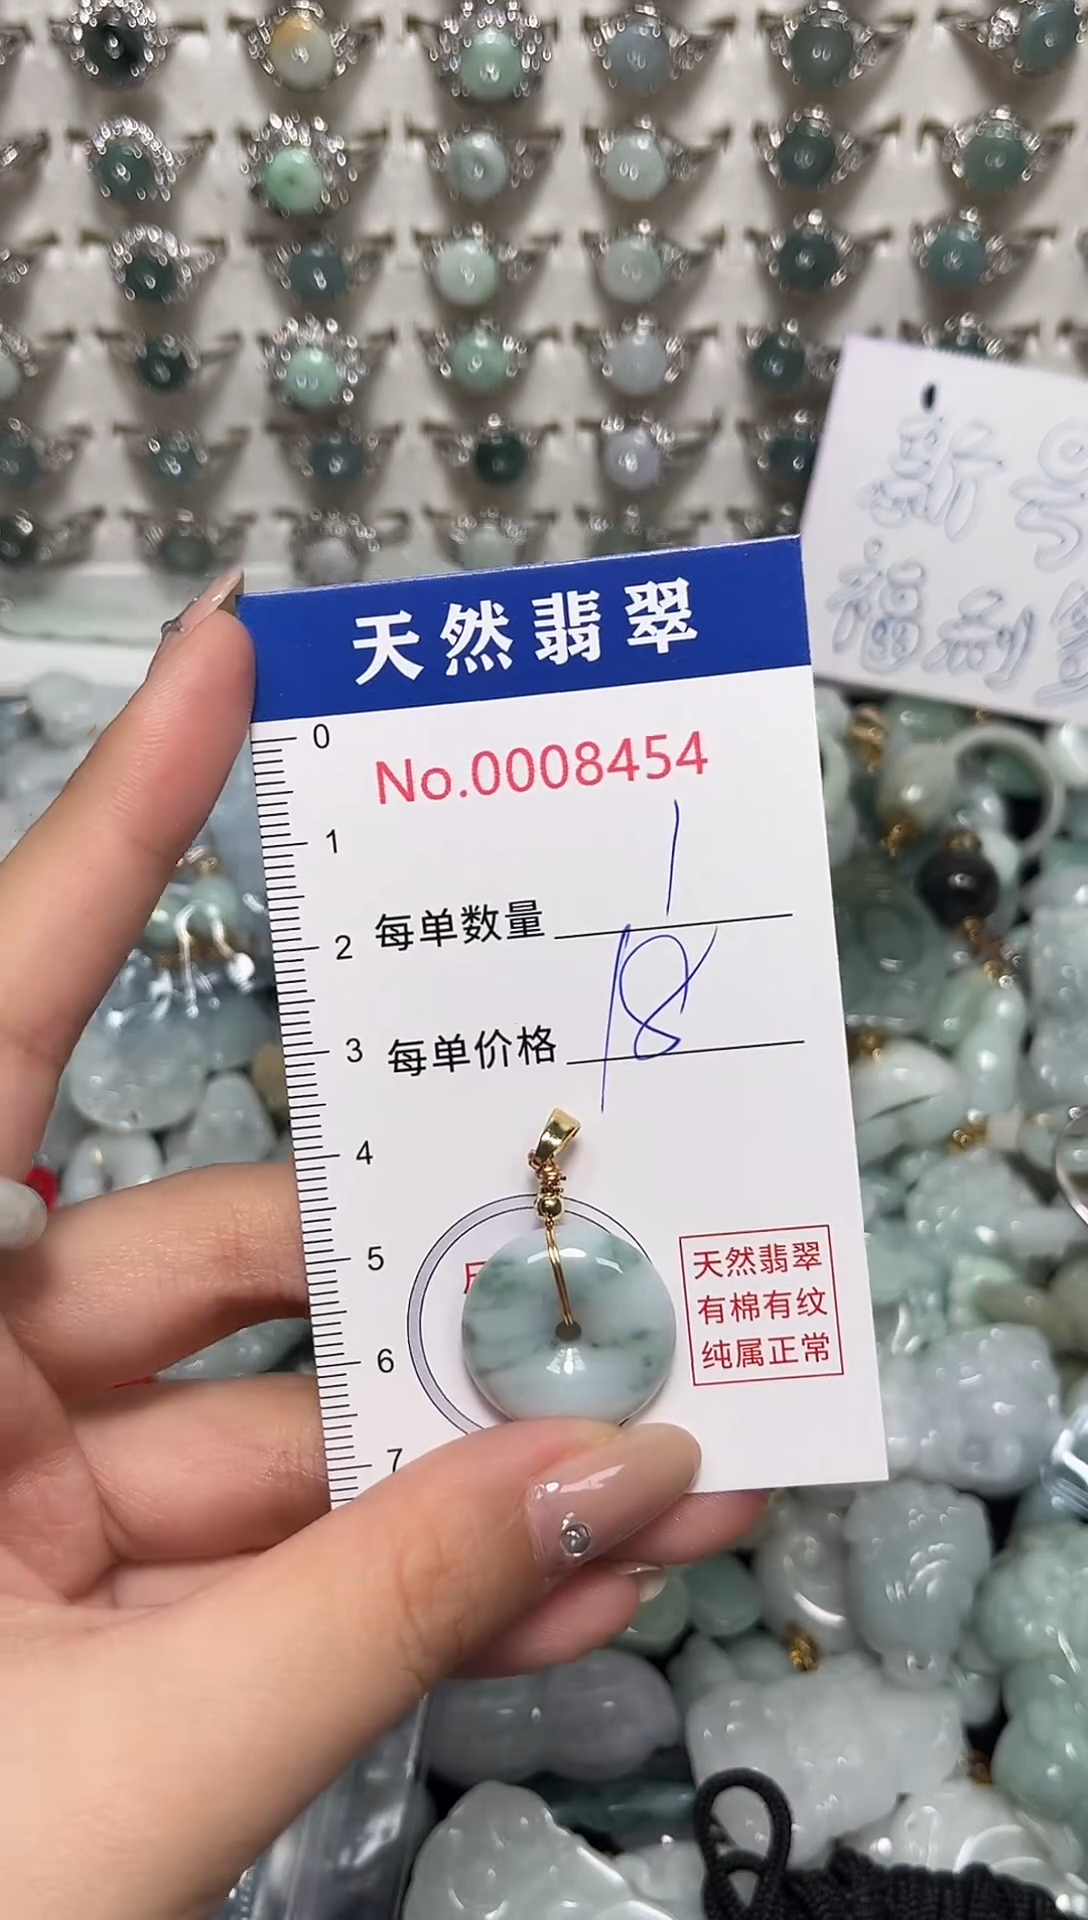 新号
福利
天然翡翠
No.0008454
0
1
每单数量 1
2
每单价格 18
3
4
5
天然翡翠
有棉有纹
纯属正常
6
7